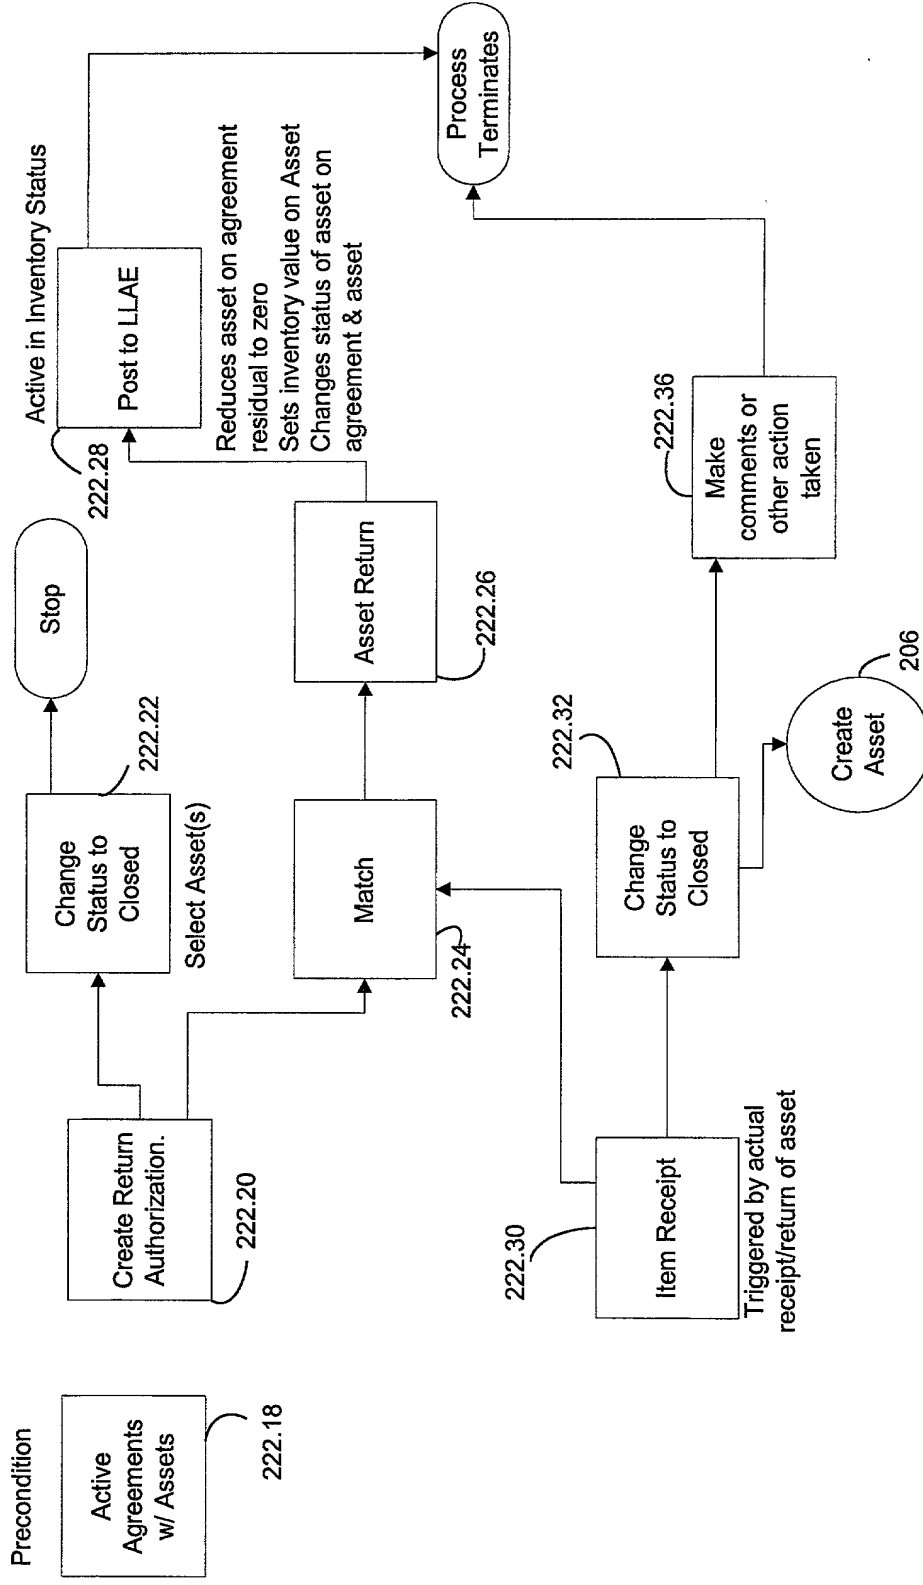 Precondition
Active
Agreements
w/ Assets
222.18
Create Return
Authorization.
222.20
Change
Status to
Closed
222.22
Select Asset(s)
Stop
Match
222.24
Asset Return
222.26
Active in Inventory Status
Post to LLAE
222.28
Reduces asset on agreement
residual to zero
Sets inventory value on Asset
Changes status of asset on
agreement & asset
Process
Terminates
222.30
Item Receipt
Triggered by actual
receipt/return of asset
222.32
Change
Status to
Closed
Create
Asset
206
222.36
Make
comments or
other action
taken